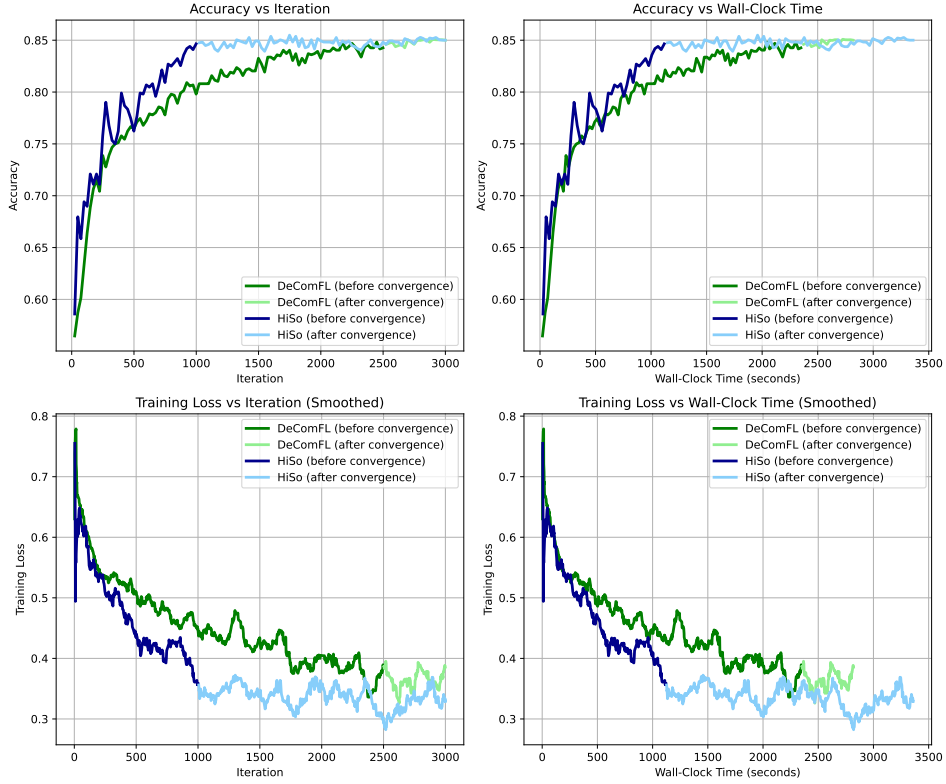 Accuracy vs Iteration
Accuracy
0.85
0.80
0.75
0.70
0.65
0.60
DeComFL (before convergence)
DeComFL (after convergence)
HiSo (before convergence)
HiSo (after convergence)
0 500 1000 1500 2000 2500 3000
Iteration
Accuracy vs Wall-Clock Time
Accuracy
0.85
0.80
0.75
0.70
0.65
0.60
DeComFL (before convergence)
DeComFL (after convergence)
HiSo (before convergence)
HiSo (after convergence)
0 500 1000 1500 2000 2500 3000 3500
Wall-Clock Time (seconds)
Training Loss vs Iteration (Smoothed)
Training Loss
0.8
0.7
0.6
0.5
0.4
0.3
DeComFL (before convergence)
DeComFL (after convergence)
HiSo (before convergence)
HiSo (after convergence)
0 500 1000 1500 2000 2500 3000
Iteration
Training Loss vs Wall-Clock Time (Smoothed)
Training Loss
0.8
0.7
0.6
0.5
0.4
0.3
DeComFL (before convergence)
DeComFL (after convergence)
HiSo (before convergence)
HiSo (after convergence)
0 500 1000 1500 2000 2500 3000 3500
Wall-Clock Time (seconds)